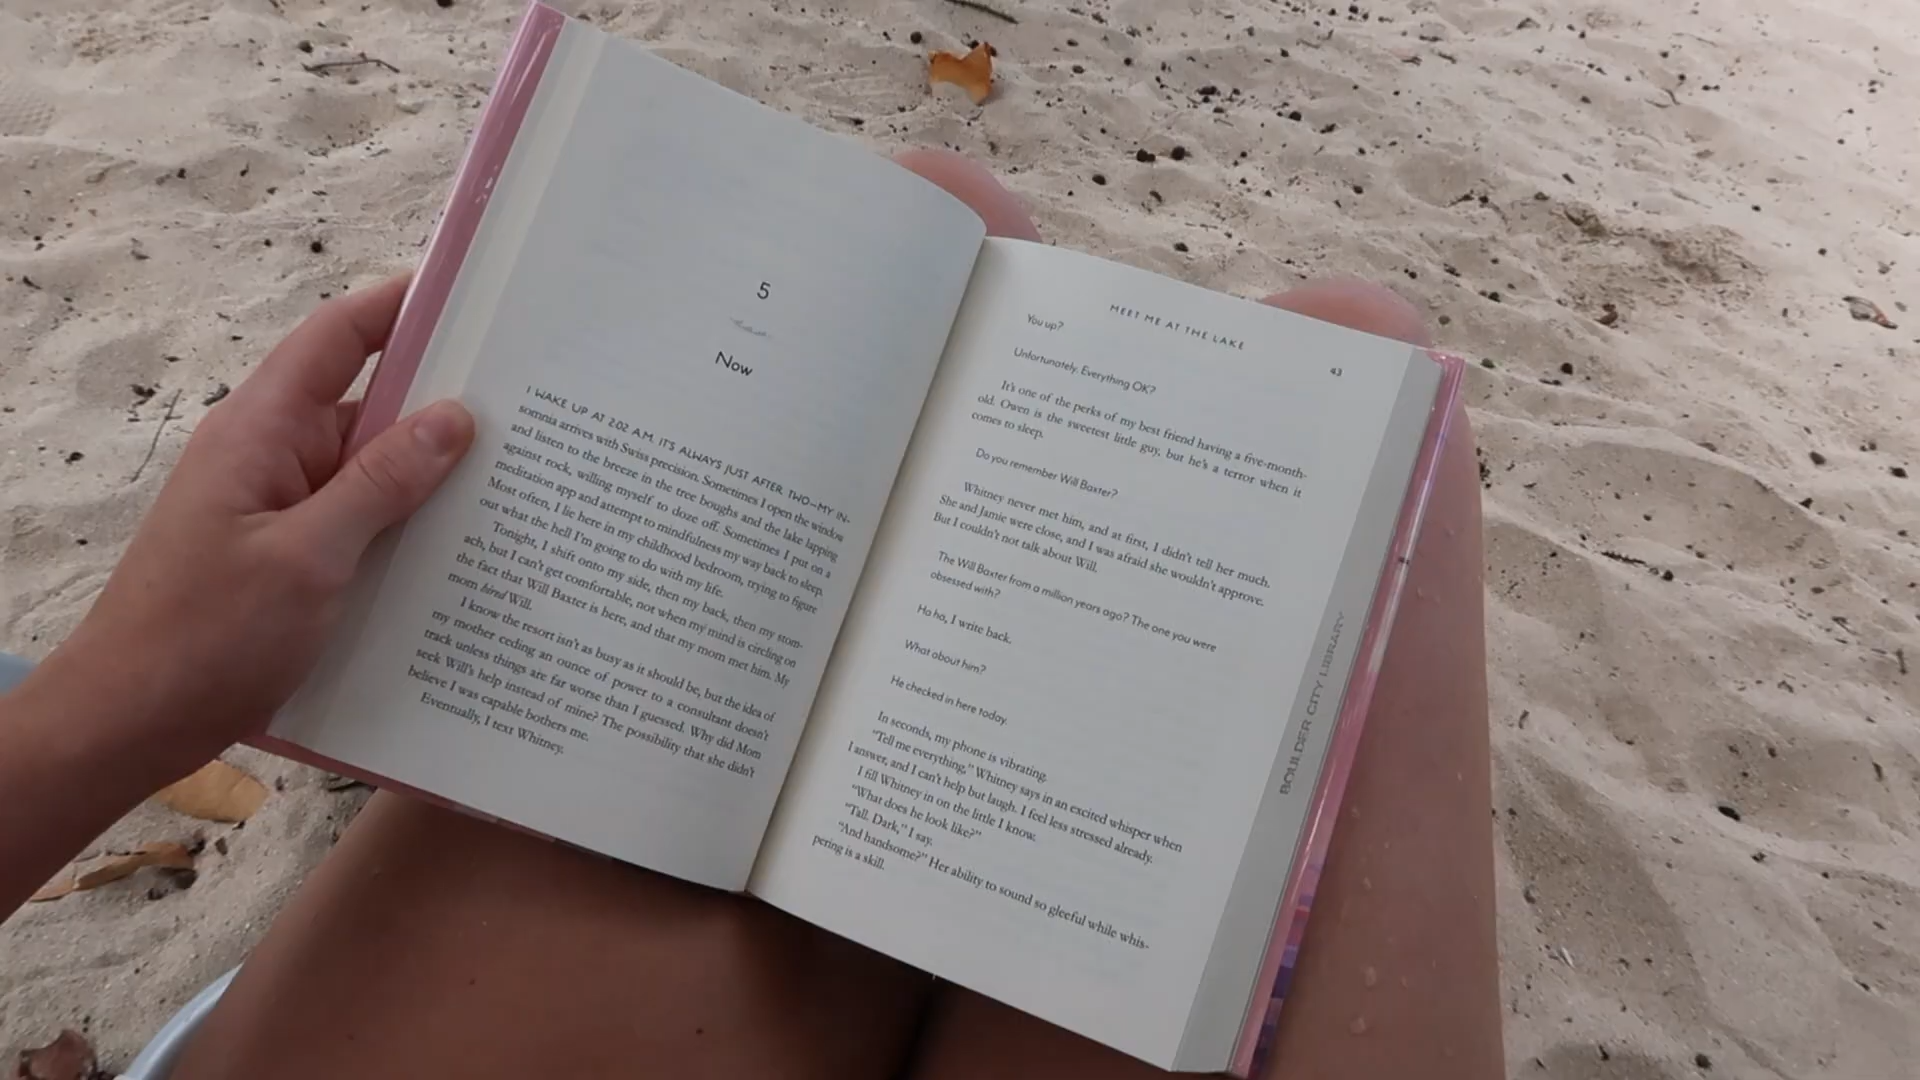 5
Now
I WAKE UP AT 2:02 A.M. IT'S ALWAYS JUST AFTER TWO—MY IN-
somnia arrives with Swiss precision. Sometimes I open the window
and listen to the breeze in the tree boughs and the lake lapping
against rock, willing myself to doze off. Sometimes I put on a
meditation app and attempt to mindfulness my way back to sleep.
Most often, I lie here in my childhood bedroom, trying to figure
out what the hell I'm going to do with my life.
Tonight, I shift onto my side, then my back, then my stom-
ach, but I can't get comfortable, not when my mind is circling on
the fact that Will Baxter is here, and that my mom met him. My
mom hired Will.
I know the resort isn't as busy as it should be, but the idea of
my mother ceding an ounce of power to a consultant doesn't
track unless things are far worse than I guessed. Why did Mom
seek Will's help instead of mine? The possibility that she didn't
believe I was capable bothers me.
Eventually, I text Whitney.
MEET ME AT THE LAKE
43
You up?
Unfortunately. Everything OK?
It's one of the perks of my best friend having a five-month-
old. Owen is the sweetest little guy, but he's a terror when it
comes to sleep.
Do you remember Will Baxter?
Whitney never met him, and at first, I didn't tell her much.
She and Jamie were close, and I was afraid she wouldn't approve.
But I couldn't not talk about Will.
The Will Baxter from a million years ago? The one you were
obsessed with?
Ha ha, I write back.
What about him?
He checked in here today.
In seconds, my phone is vibrating.
"Tell me everything," Whitney says in an excited whisper when
I answer, and I can't help but laugh. I feel less stressed already.
I fill Whitney in on the little I know.
"What does he look like?"
"Tall. Dark," I say.
"And handsome?" Her ability to sound so gleeful while whis-
pering is a skill.
BOULDER CITY LIBRARY